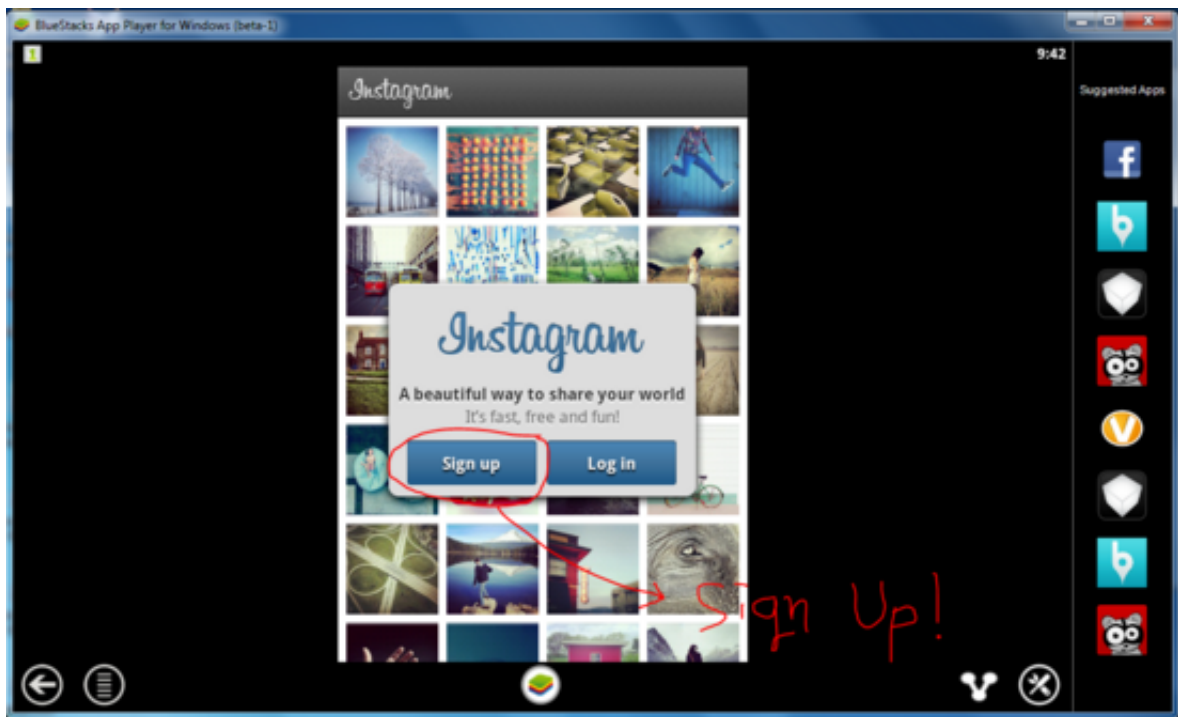 BlueStacks App Player for Windows (beta-1)
1
9:42
Instagram
Suggested Apps
f
Instagram
A beautiful way to share your world
It's fast, free and fun!
Sign up
Log in
V
Sign Up!